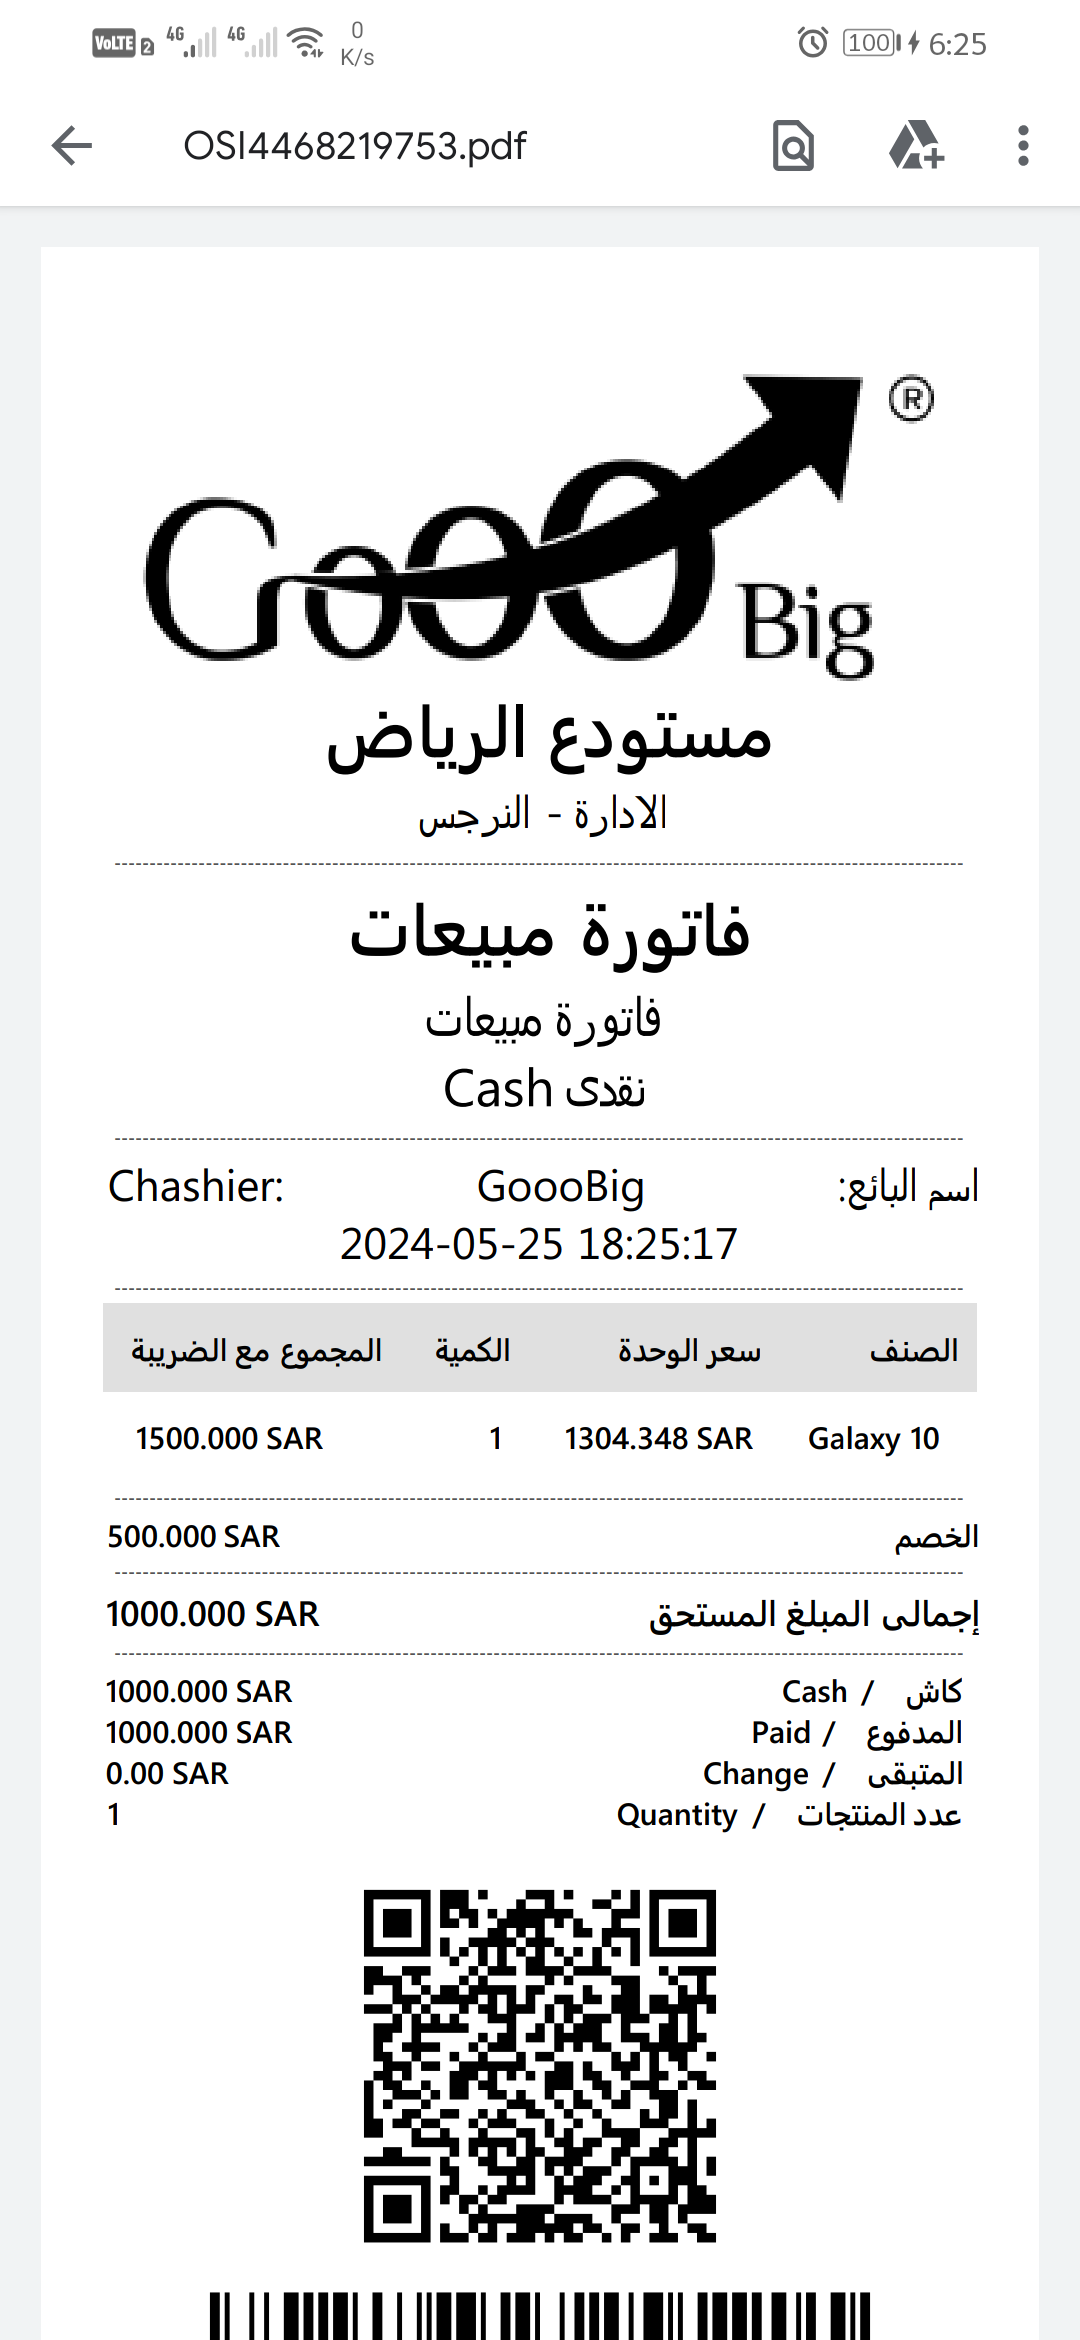 VoLTE 2 4G 4G 0 K/s 100 6:25
OSI4468219753.pdf
GoooBig ®
مستودع الرياض
الادارة - النرجس
فاتورة مبيعات
فاتورة مبيعات
نقدى Cash
اسم البائع: GoooBig Chashier:
2024-05-25 18:25:17
الصنف سعر الوحدة الكمية المجموع مع الضريبة
Galaxy 10 1304.348 SAR 1 1500.000 SAR
الخصم 500.000 SAR
إجمالى المبلغ المستحق 1000.000 SAR
كاش / Cash 1000.000 SAR
المدفوع / Paid 1000.000 SAR
المتبقى / Change 0.00 SAR
عدد المنتجات / Quantity 1